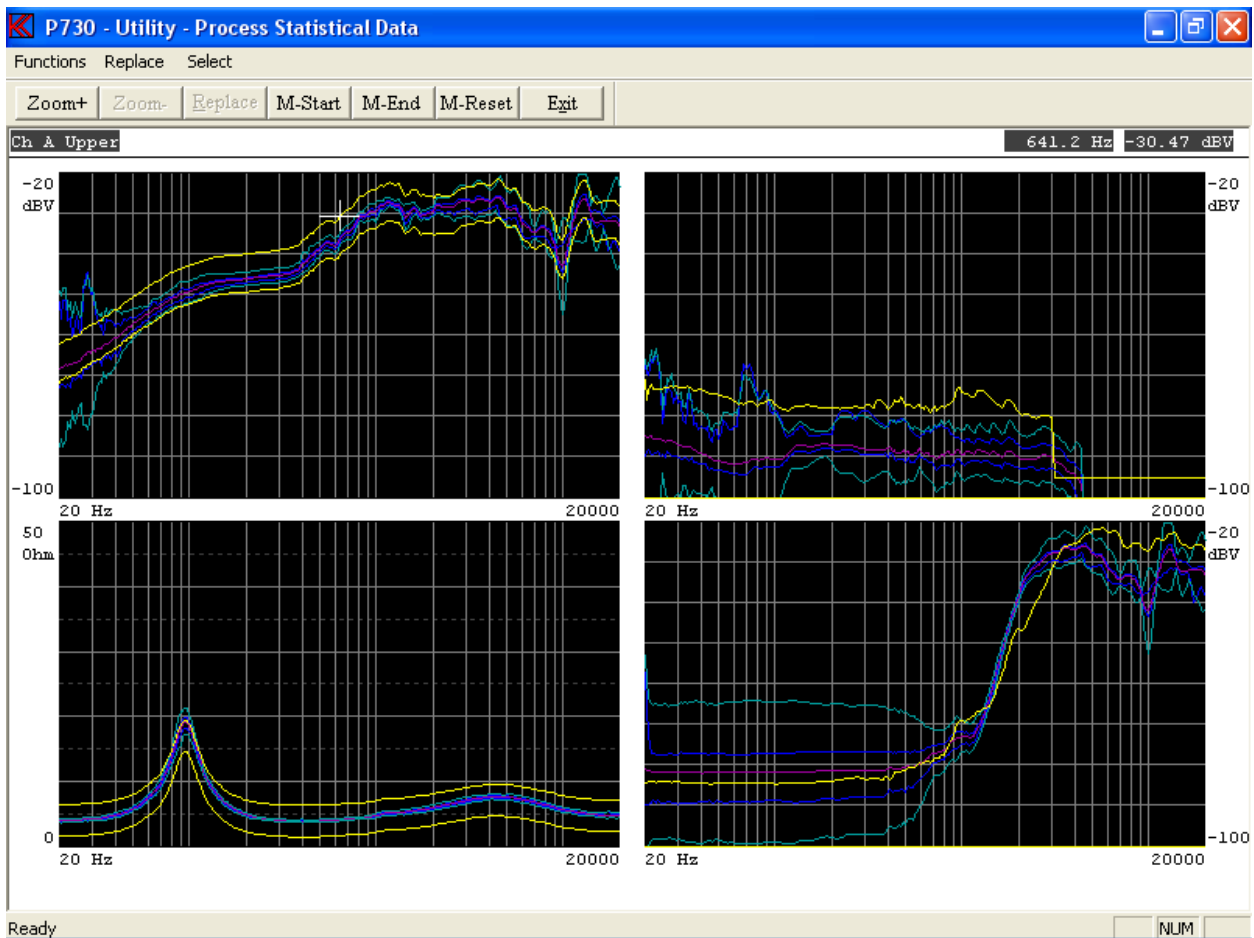 P730 - Utility - Process Statistical Data
Functions Replace Select
Zoom+ Zoom- Replace M-Start M-End M-Reset Exit
Ch A Upper 641.2 Hz -30.47 dBV
-20
dBV
-100
20 Hz 20000
-20
dBV
-100
20 Hz 20000
50
Ohm
0
20 Hz 20000
-20
dBV
-100
20 Hz 20000
Ready NUM